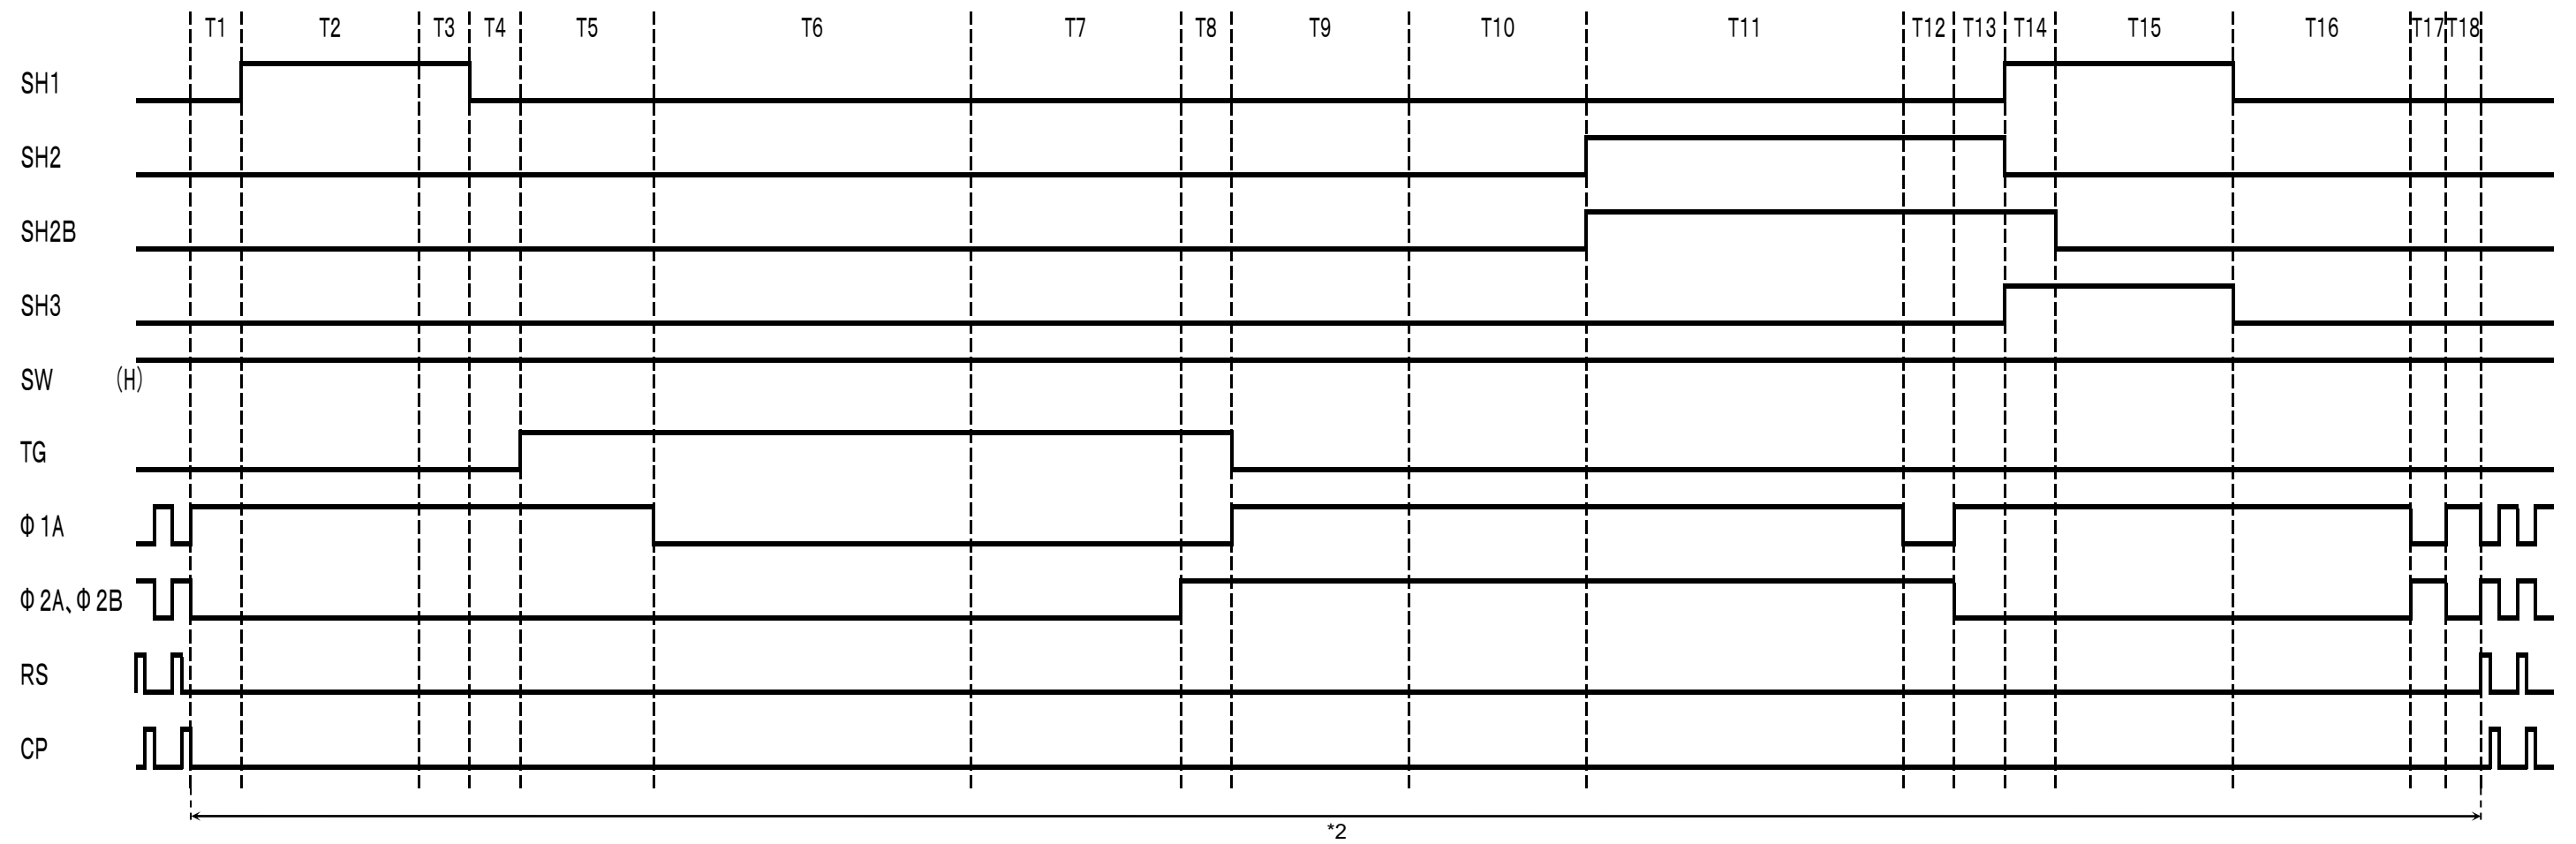 T1 T2 T3 T4 T5 T6 T7 T8 T9 T10 T11 T12 T13 T14 T15 T16 T17 T18
SH1
SH2
SH2B
SH3
SW (H)
TG
Φ1A
Φ2A、Φ2B
RS
CP
*2